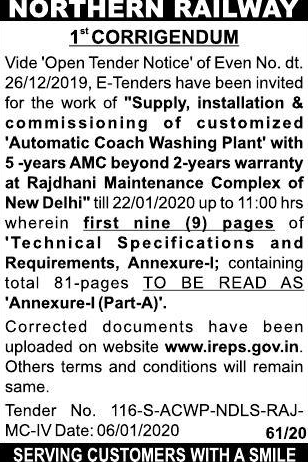 NORTHERN RAILWAY
1st CORRIGENDUM
Vide 'Open Tender Notice' of Even No. dt.
26/12/2019, E-Tenders have been invited
for the work of "Supply, installation &
commissioning of customized
'Automatic Coach Washing Plant' with
5 -years AMC beyond 2-years warranty
at Rajdhani Maintenance Complex of
New Delhi" till 22/01/2020 up to 11:00 hrs
wherein first nine (9) pages of
'Technical Specifications and
Requirements, Annexure-I; containing
total 81-pages TO BE READ AS
'Annexure-I (Part-A)'.
Corrected documents have been
uploaded on website www.ireps.gov.in.
Others terms and conditions will remain
same.
Tender No. 116-S-ACWP-NDLS-RAJ-
MC-IV Date: 06/01/2020 61/20
SERVING CUSTOMERS WITH A SMILE